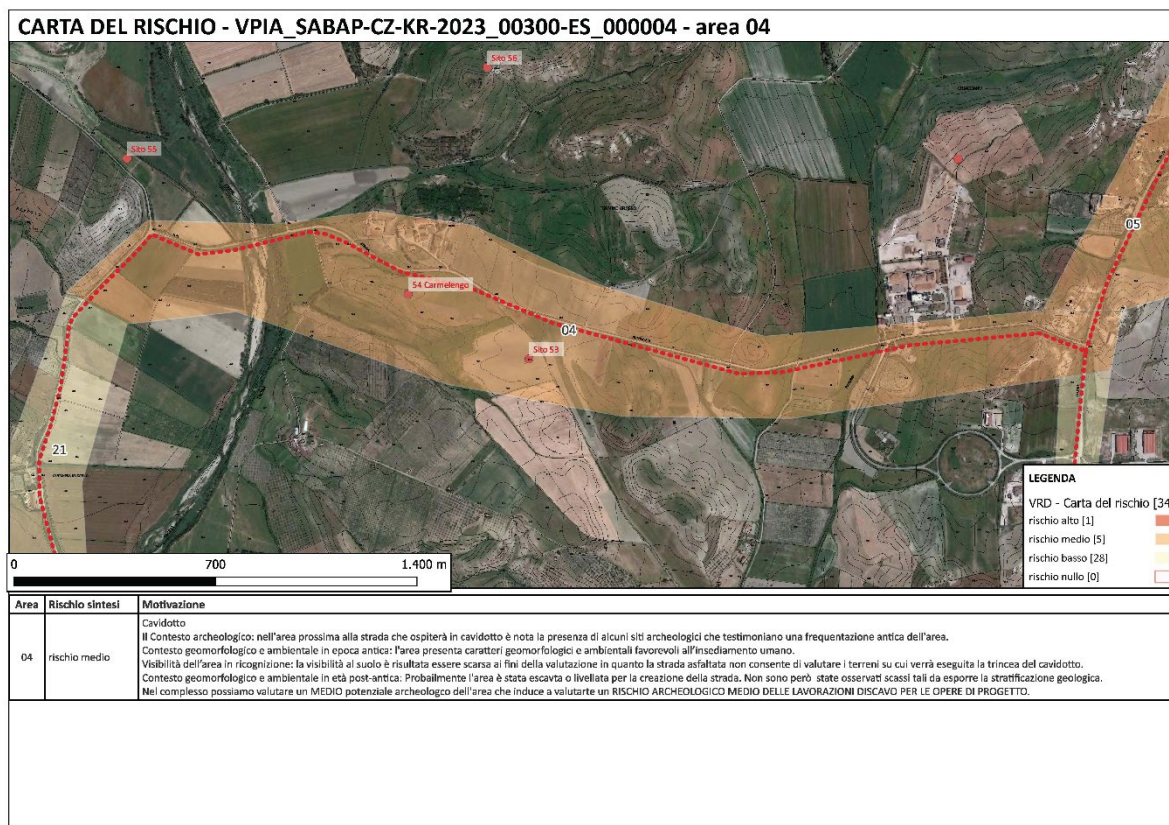 CARTA DEL RISCHIO - VPIA_SABAP-CZ-KR-2023_00300-ES_000004 - area 04
Sito 56
Sito 55
05
54 Carmelengo
04
Sito 53
21
LEGENDA
VRD - Carta del rischio [34
rischio alto [1]
rischio medio [5]
rischio basso [28]
rischio nullo [0]
0 700 1.400 m
Area Rischio sintesi Motivazione
04 rischio medio
Cavidotto
Il Contesto archeologico: nell'area prossima alla strada che ospiterà in cavidotto è nota la presenza di alcuni siti archeologici che testimoniano una frequentazione antica dell'area.
Contesto geomorfologico e ambientale in epoca antica: l'area presenta caratteri geomorfologici e ambientali favorevoli all'insediamento umano.
Visibilità dell'area in ricognizione: la visibilità al suolo è risultata essere scarsa ai fini della valutazione in quanto la strada asfaltata non consente di valutare i terreni su cui verrà eseguita la trincea del cavidotto.
Contesto geomorfologico e ambientale in età post-antica: Probailmente l'area è stata escavta o livellata per la creazione della strada. Non sono però state osservati scassi tali da esporre la stratificazione geologica.
Nel complesso possiamo valutare un MEDIO potenziale archeologco dell'area che induce a valutarte un RISCHIO ARCHEOLOGICO MEDIO DELLE LAVORAZIONI DISCAVO PER LE OPERE DI PROGETTO.